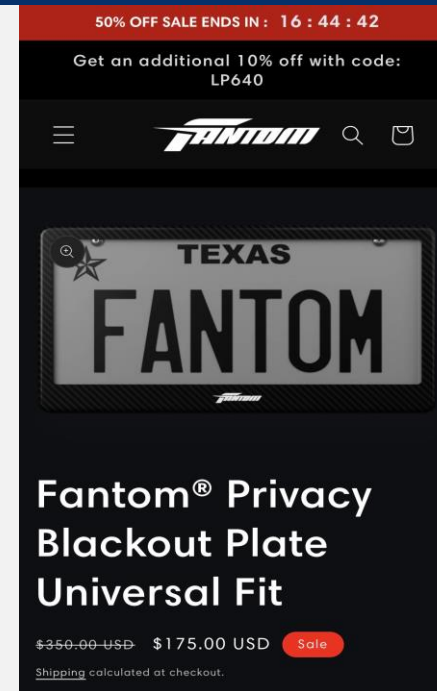 50% OFF SALE ENDS IN : 16 : 44 : 42
Get an additional 10% off with code:
LP640
FANTOM
TEXAS
FANTOM
FANTOM
Fantom® Privacy
Blackout Plate
Universal Fit
$350.00 USD $175.00 USD Sale
Shipping calculated at checkout.